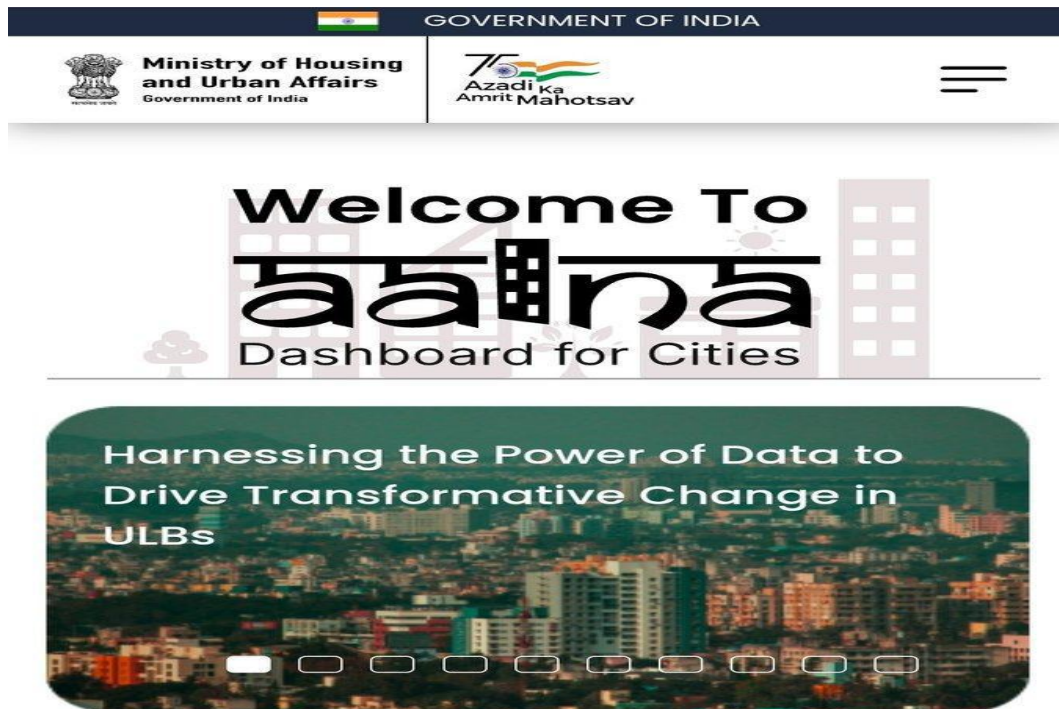 GOVERNMENT OF INDIA
Ministry of Housing
and Urban Affairs
Government of India
75
Azadi Ka
Amrit Mahotsav
Welcome To
aaina
Dashboard for Cities
Harnessing the Power of Data to
Drive Transformative Change in
ULBs